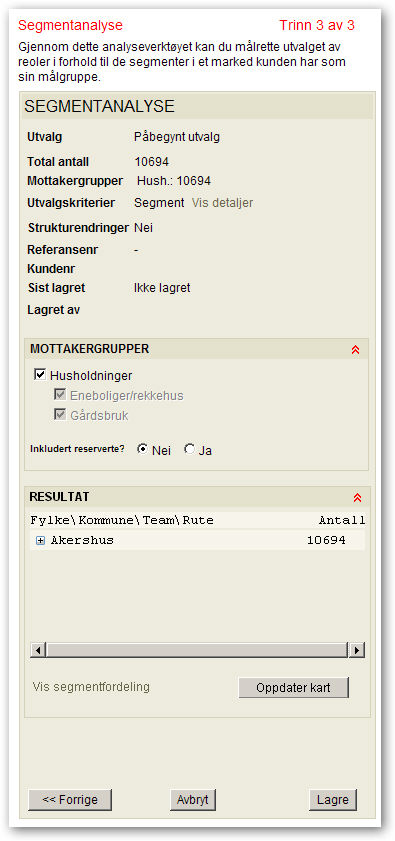 Segmentanalyse Trinn 3 av 3
Gjennom dette analyseverktøyet kan du målrette utvalget av
reoler i forhold til de segmenter i et marked kunden har som
sin målgruppe.
SEGMENTANALYSE
Utvalg Påbegynt utvalg
Total antall 10694
Mottakergrupper Hush.: 10694
Utvalgskriterier Segment Vis detaljer
Strukturendringer Nei
Referansenr -
Kundenr
Sist lagret Ikke lagret
Lagret av
MOTTAKERGRUPPER
Husholdninger
Eneboliger/rekkehus
Gårdsbruk
Inkludert reserverte? Nei Ja
RESULTAT
Fylke\Kommune\Team\Rute Antall
Akershus 10694
Vis segmentfordeling Oppdater kart
<< Forrige Avbryt Lagre